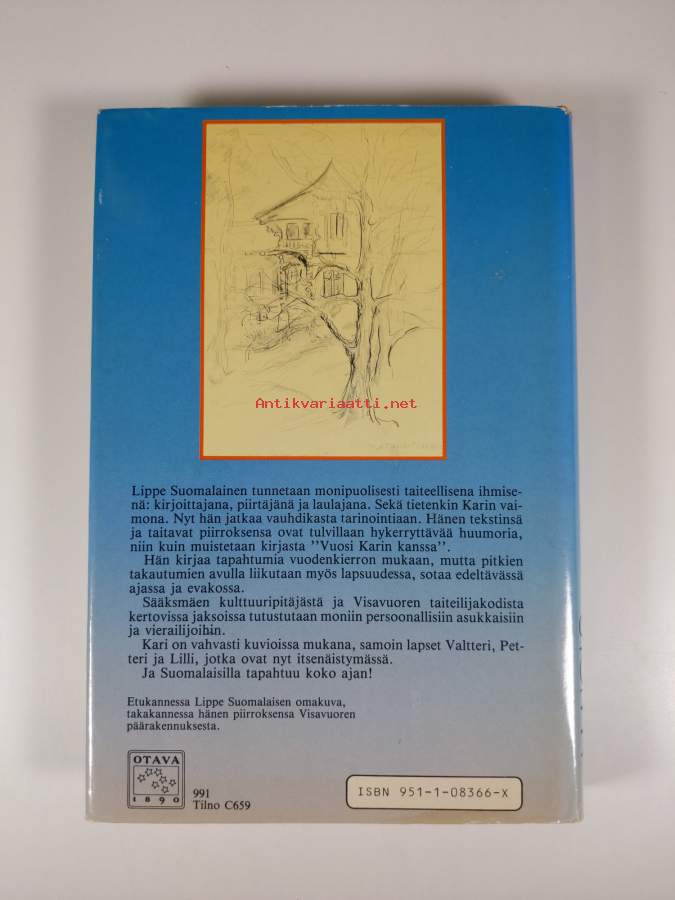 Antikvariaatti.net
Lippe Suomalainen tunnetaan monipuolisesti taiteellisena ihmise-
nä: kirjoittajana, piirtäjänä ja laulajana. Sekä tietenkin Karin vai-
mona. Nyt hän jatkaa vauhdikasta tarinointiaan. Hänen tekstinsä
ja taitavat piirroksensa ovat tulvillaan hykerryttävää huumoria,
niin kuin muistetaan kirjasta ”Vuosi Karin kanssa”.
Hän kirjaa tapahtumia vuodenkierron mukaan, mutta pitkien
takautumien avulla liikutaan myös lapsuudessa, sotaa edeltävässä
ajassa ja evakossa.
Sääksmäen kulttuuripitäjästä ja Visavuoren taiteilijakodista
kertovissa jaksoissa tutustutaan moniin persoonallisiin asukkaisiin
ja vierailijoihin.
Kari on vahvasti kuvioissa mukana, samoin lapset Valtteri, Pet-
teri ja Lilli, jotka ovat nyt itsenäistymässä.
Ja Suomalaisilla tapahtuu koko ajan!
Etukannessa Lippe Suomalaisen omakuva,
takakannessa hänen piirroksensa Visavuoren
päärakennuksesta.
OTAVA
1890
991
Tilno C659
ISBN 951-1-08366-X